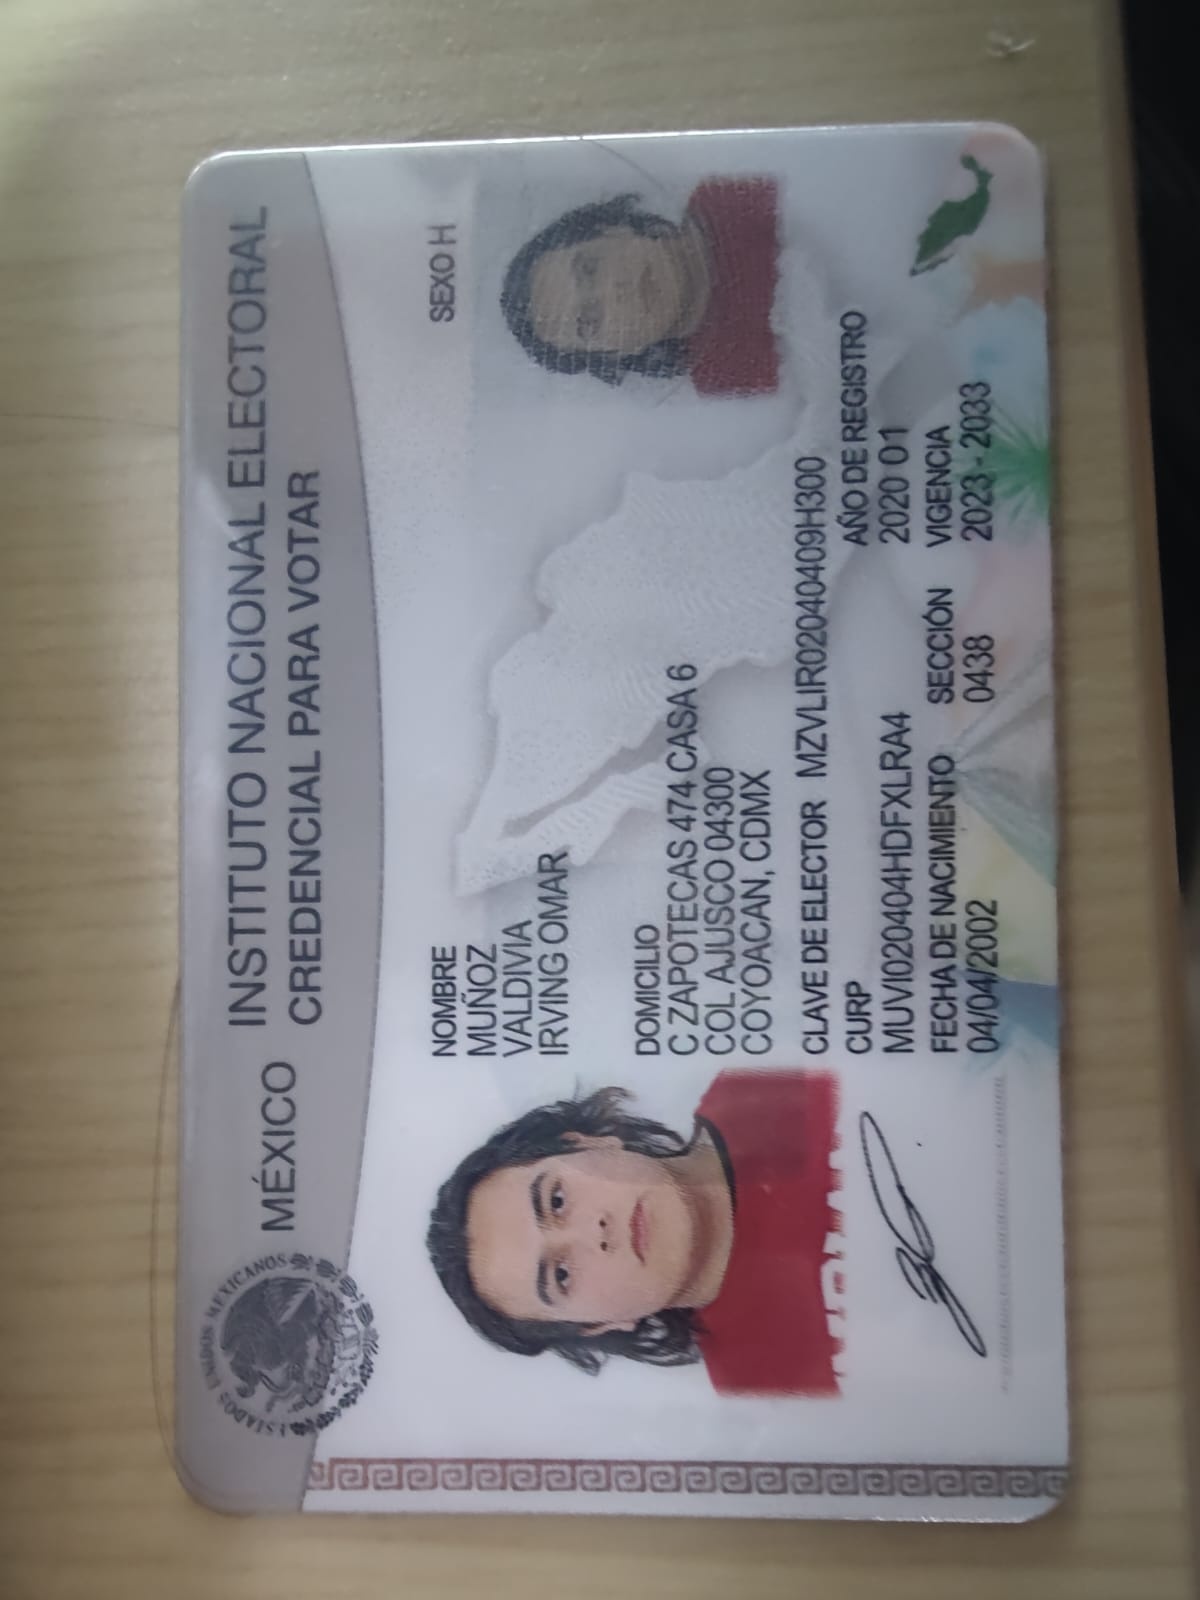 MÉXICO INSTITUTO NACIONAL ELECTORAL
CREDENCIAL PARA VOTAR
ESTADOS UNIDOS MEXICANOS
NOMBRE
MUÑOZ
VALDIVIA
IRVING OMAR
SEXO H
DOMICILIO
C ZAPOTECAS 474 CASA 6
COL AJUSCO 04300
COYOACAN, CDMX
CLAVE DE ELECTOR MZVLIR02040409H300
CURP
MUVI020404HDFXLRA4
AÑO DE REGISTRO
2020 01
FECHA DE NACIMIENTO
04/04/2002
SECCIÓN
0438
VIGENCIA
2023 - 2033